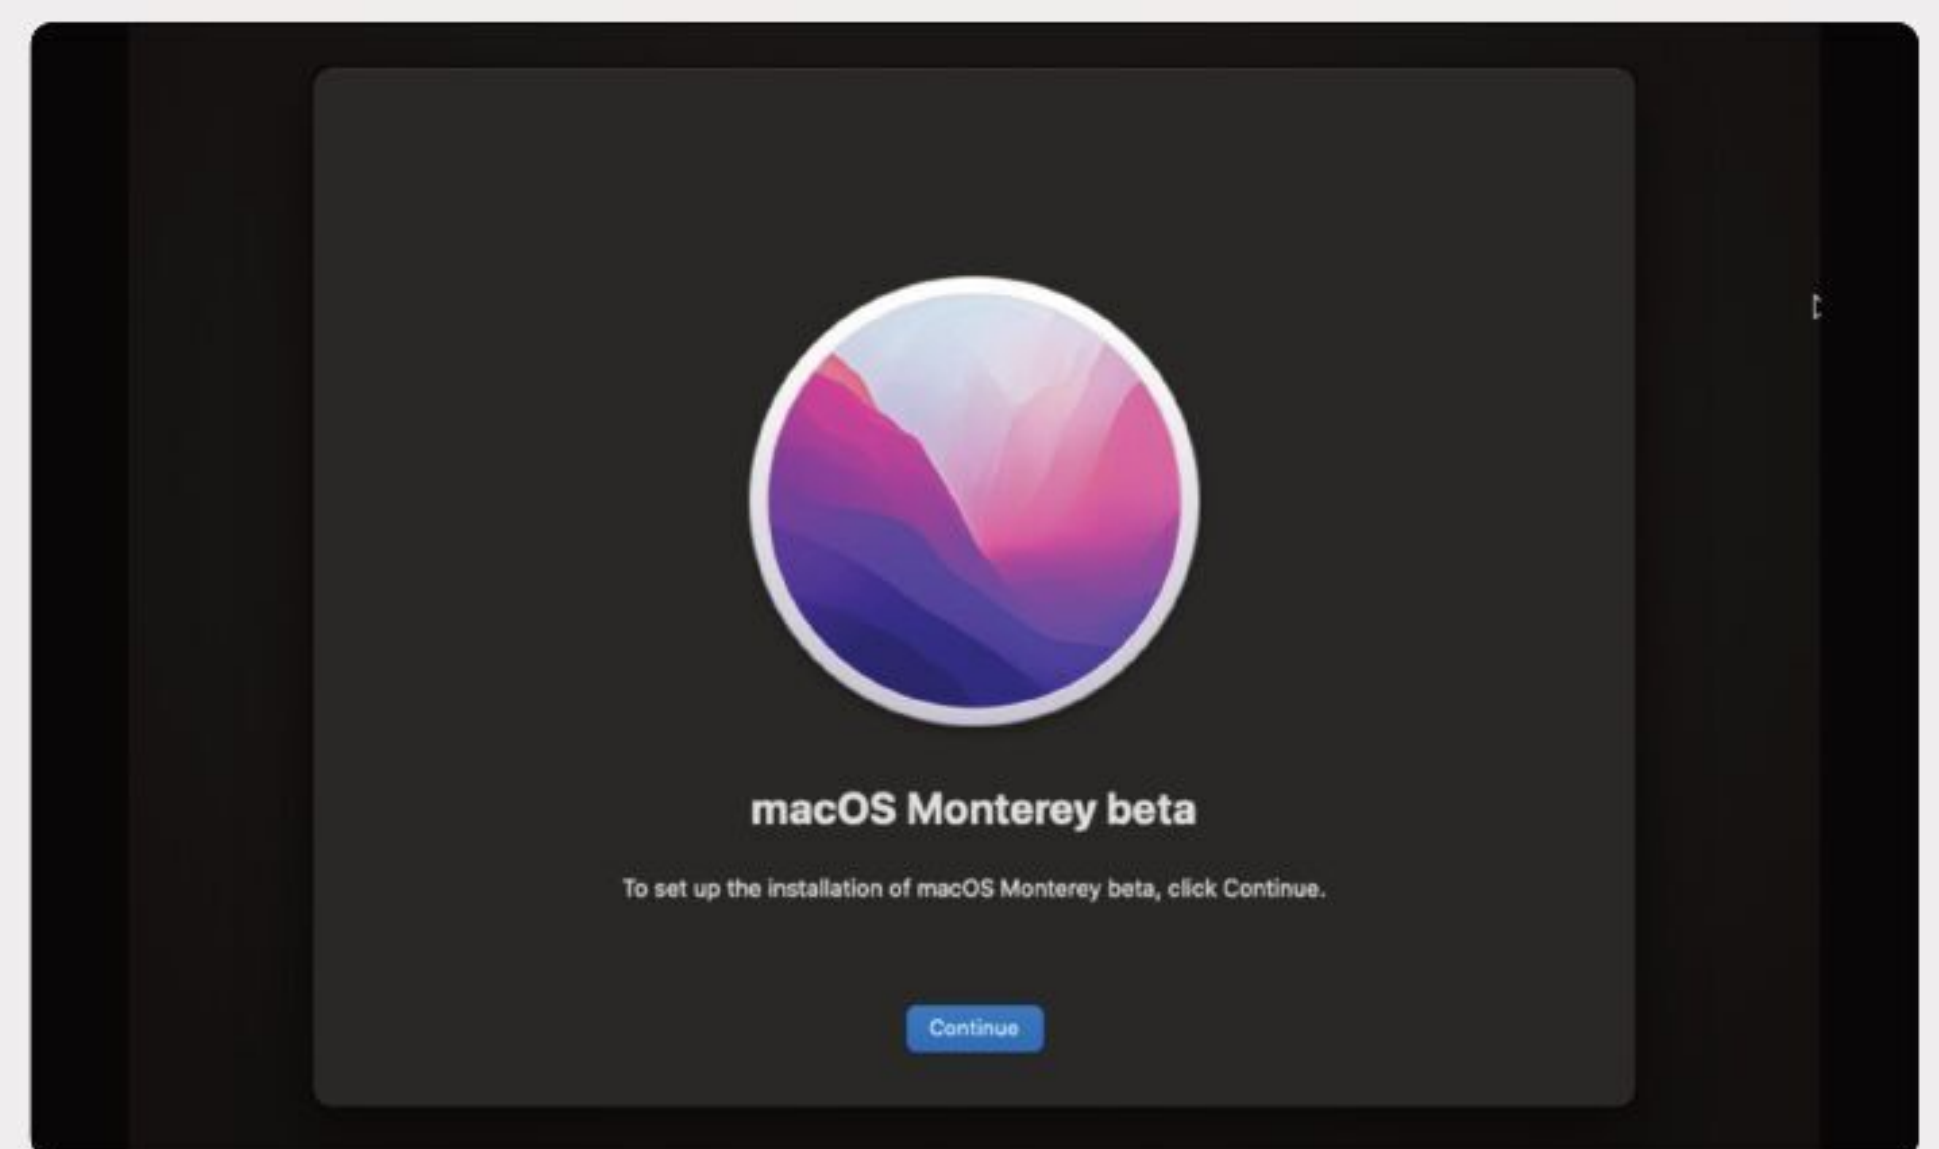 macOS Monterey beta
To set up the installation of macOS Monterey beta, click Continue.
Continue